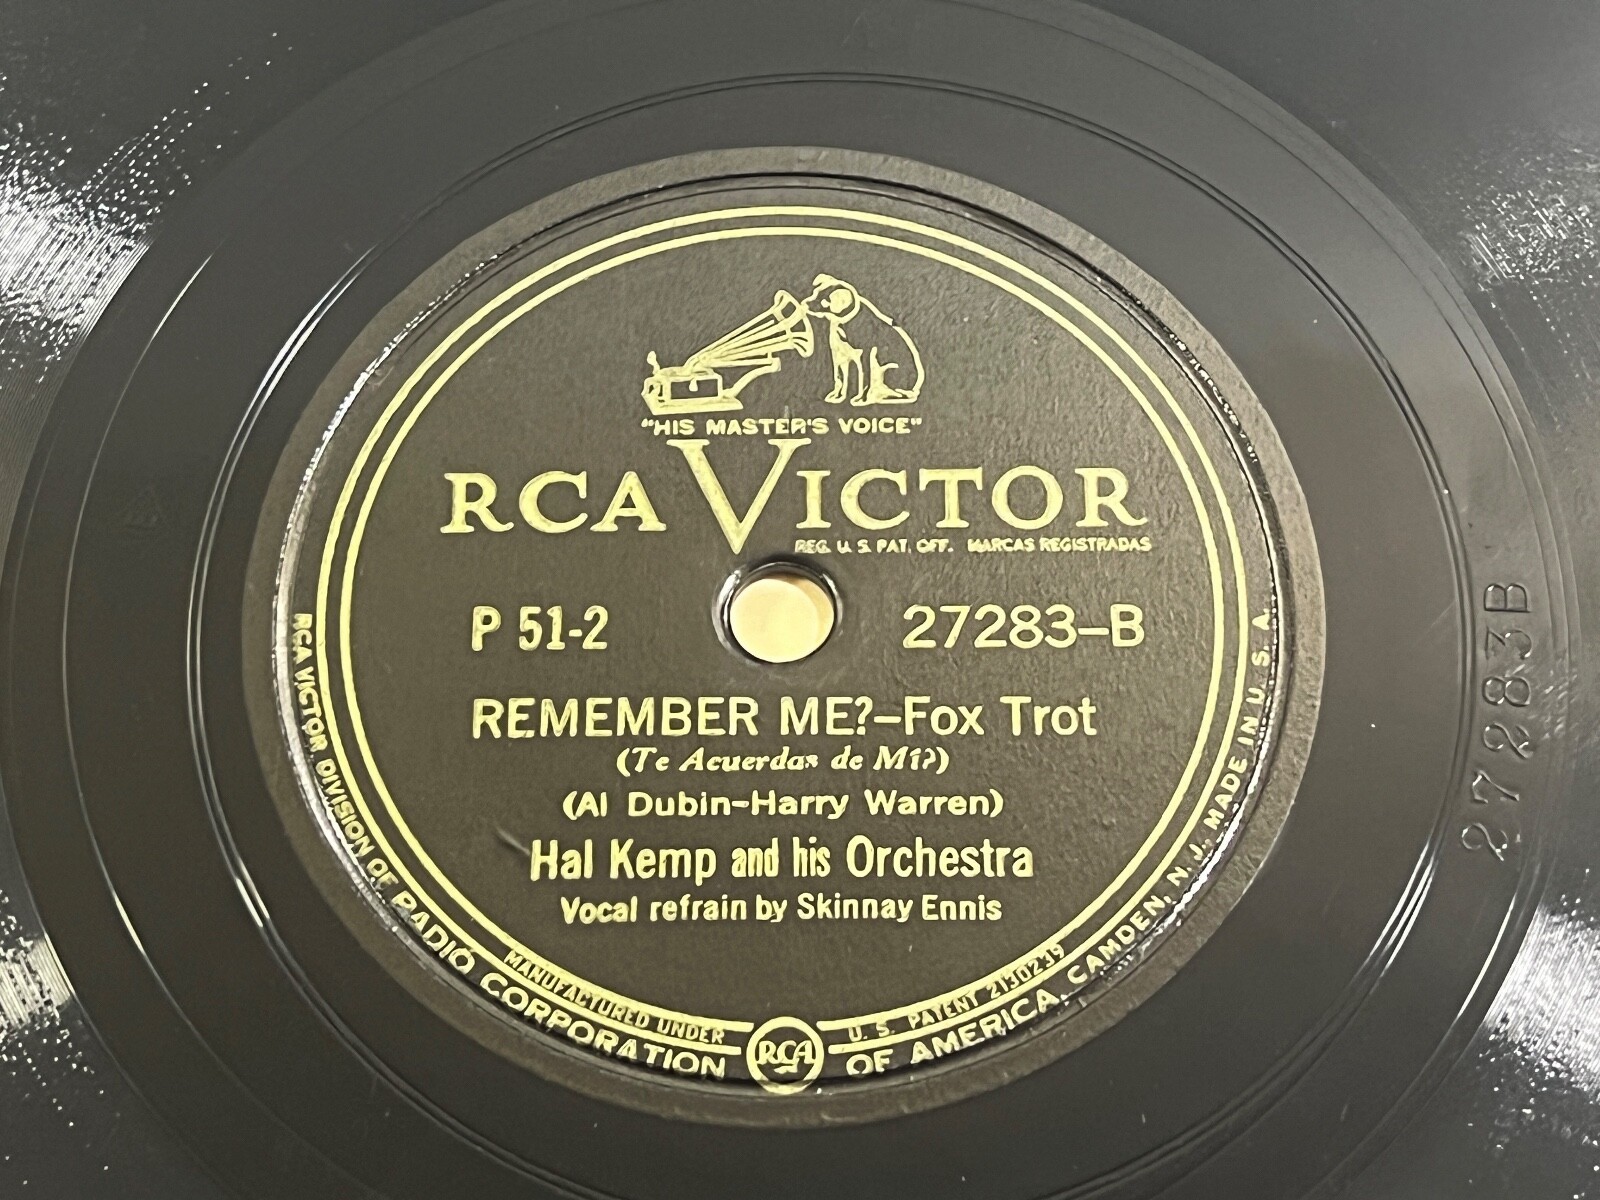 "HIS MASTER'S VOICE"
RCA VICTOR
REG. U. S. PAT. OFF. MARCAS REGISTRADAS
P 51-2
27283-B
REMEMBER ME?-Fox Trot
(Te Acuerdas de Mí?)
(Al Dubin-Harry Warren)
Hal Kemp and his Orchestra
Vocal refrain by Skinnay Ennis
MANUFACTURED UNDER
RCA
U. S. PATENT 2130239
RCA VICTOR DIVISION OF RADIO CORPORATION OF AMERICA, CAMDEN, N. J. MADE IN U. S. A.
27283B